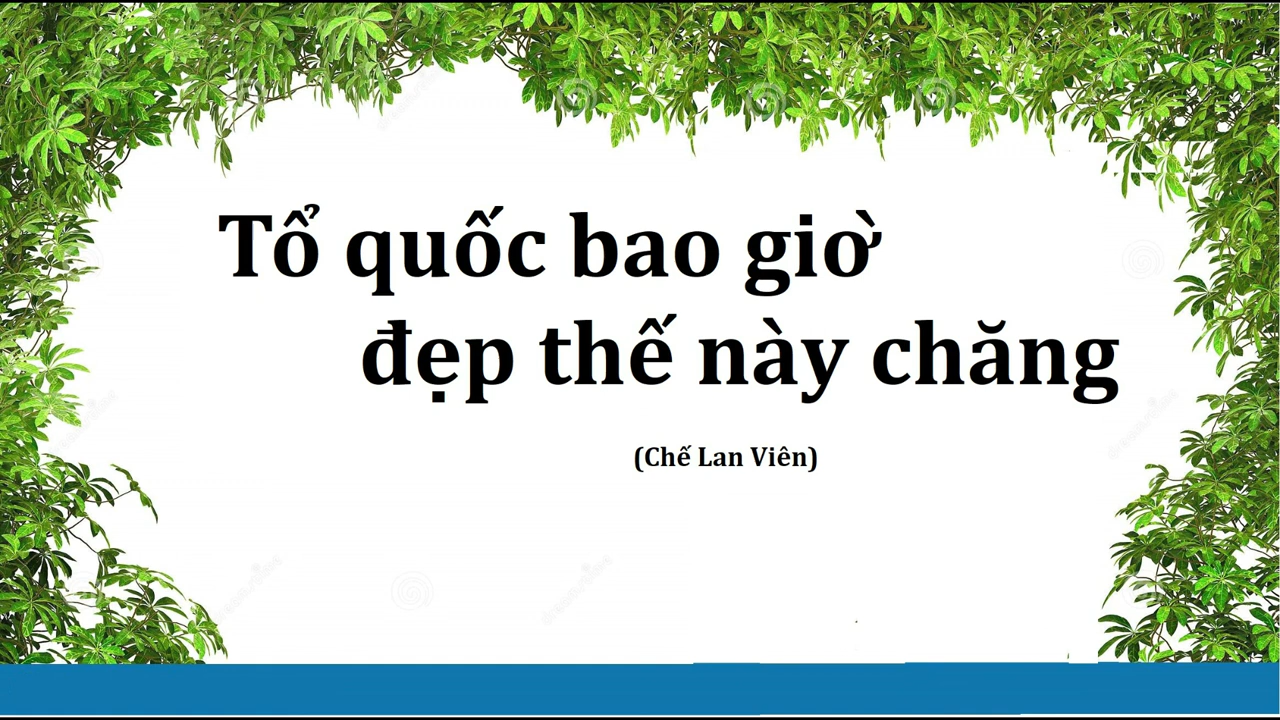 Tổ quốc bao giờ
đẹp thế này chăng
(Chế Lan Viên)